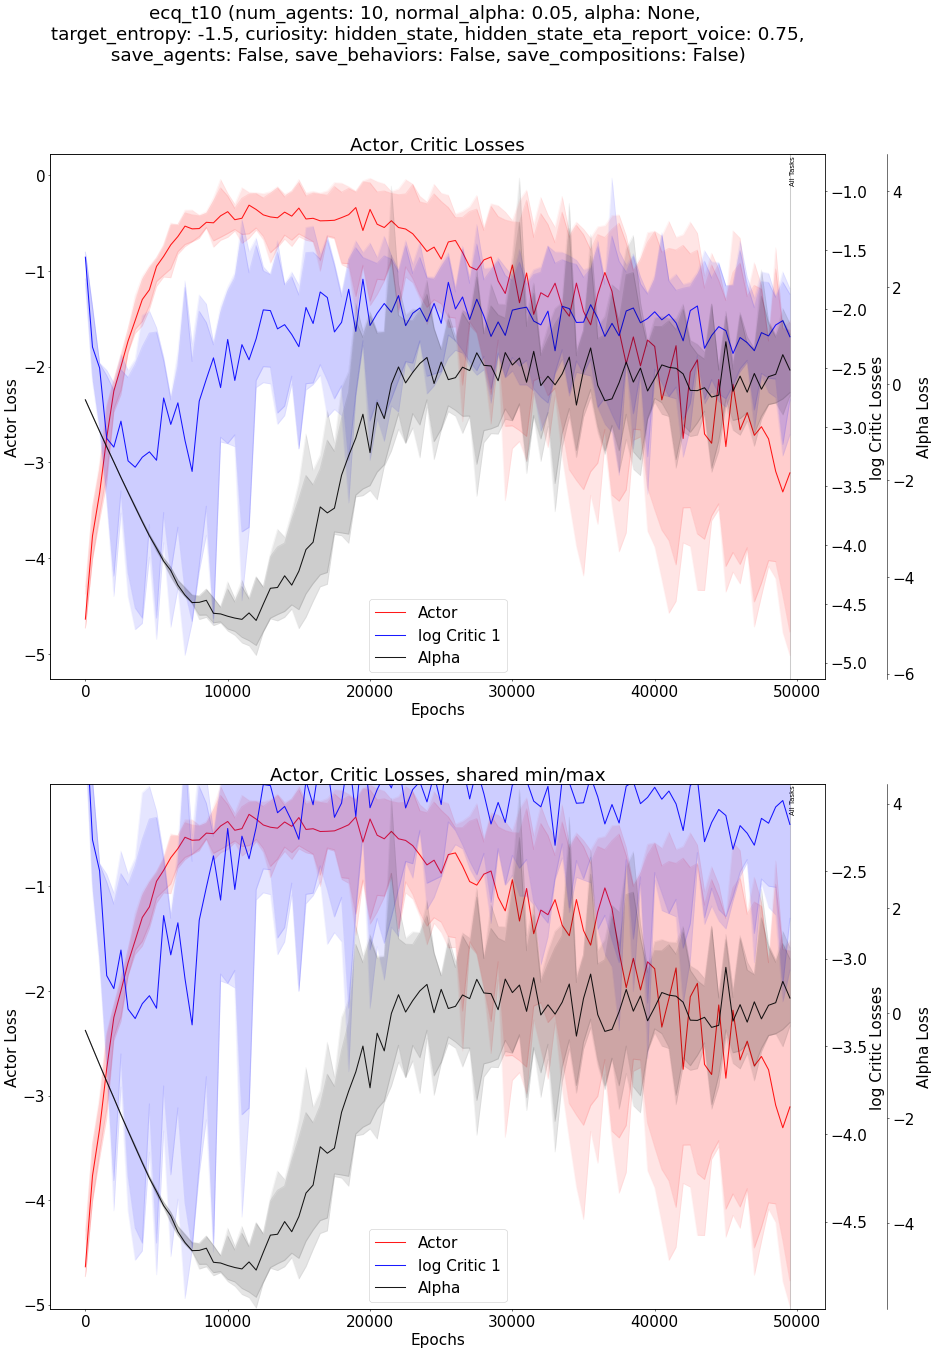 ecq_t10 (num_agents: 10, normal_alpha: 0.05, alpha: None,
target_entropy: -1.5, curiosity: hidden_state, hidden_state_eta_report_voice: 0.75,
save_agents: False, save_behaviors: False, save_compositions: False)
Actor, Critic Losses
All Tasks
Actor Loss
0
−1
−2
−3
−4
−5
log Critic Losses
−1.0
−1.5
−2.0
−2.5
−3.0
−3.5
−4.0
−4.5
−5.0
Alpha Loss
4
2
0
−2
−4
−6
Actor
log Critic 1
Alpha
0 10000 20000 30000 40000 50000
Epochs
Actor, Critic Losses, shared min/max
All Tasks
Actor Loss
−1
−2
−3
−4
−5
log Critic Losses
−2.5
−3.0
−3.5
−4.0
−4.5
Alpha Loss
4
2
0
−2
−4
Actor
log Critic 1
Alpha
0 10000 20000 30000 40000 50000
Epochs